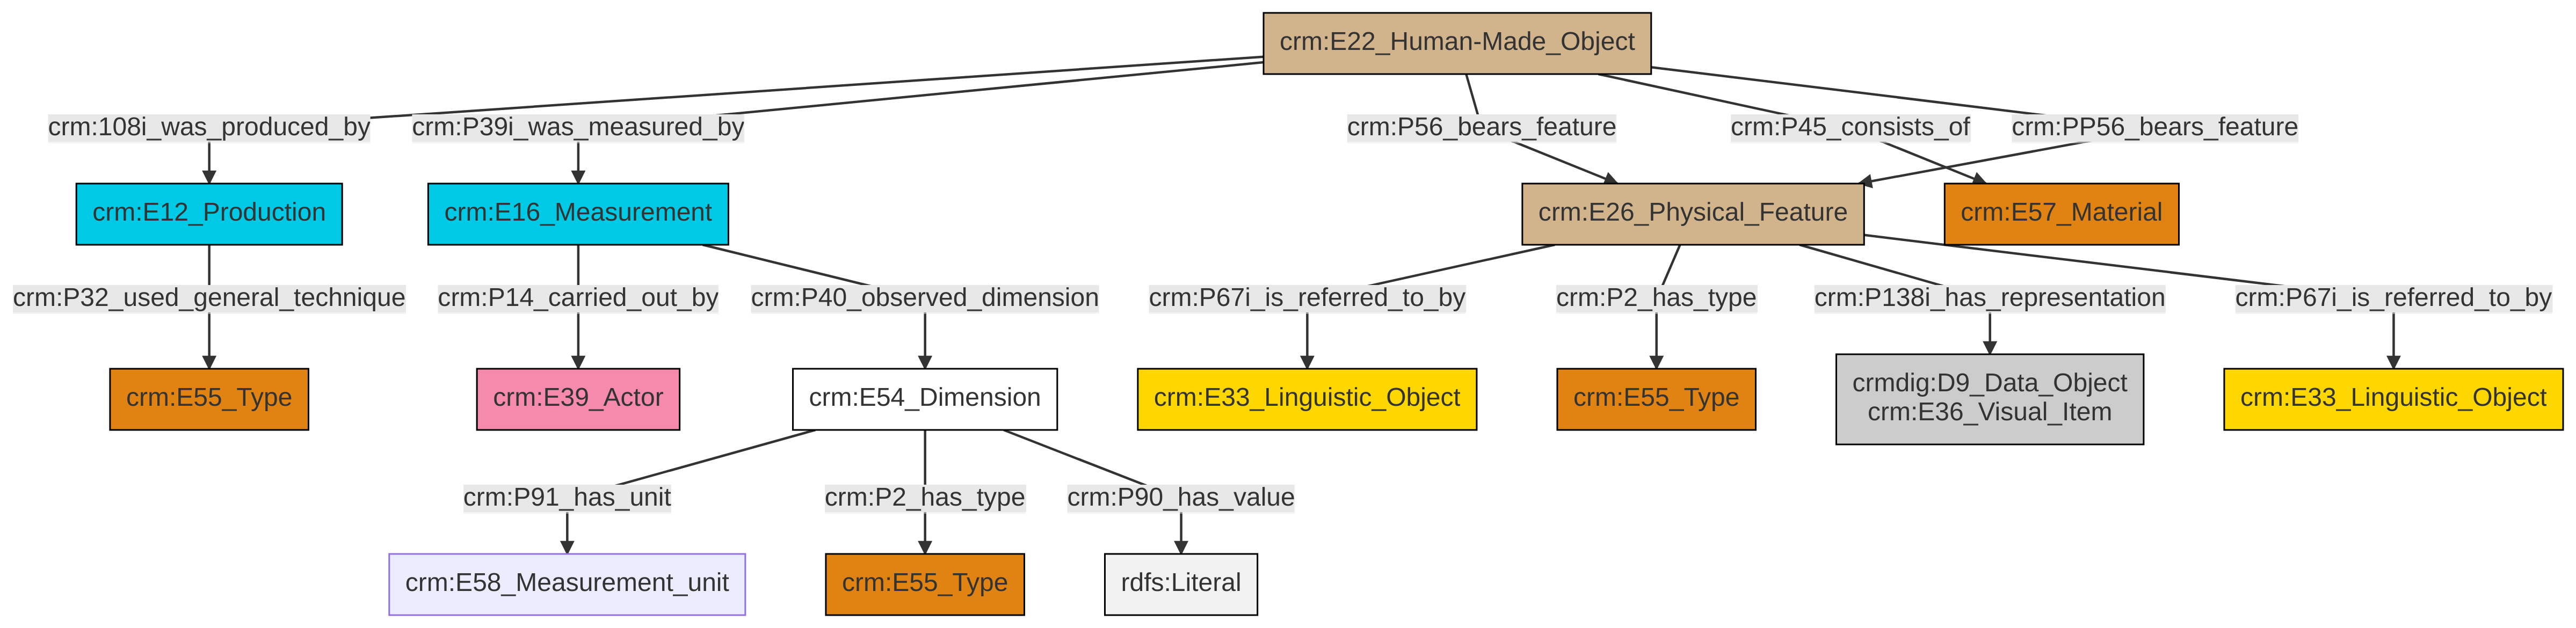 crm:E22_Human-Made_Object
crm:108i_was_produced_by
crm:P39i_was_measured_by
crm:P56_bears_feature
crm:P45_consists_of
crm:PP56_bears_feature
crm:E12_Production
crm:E16_Measurement
crm:E26_Physical_Feature
crm:E57_Material
crm:P32_used_general_technique
crm:P14_carried_out_by
crm:P40_observed_dimension
crm:P67i_is_referred_to_by
crm:P2_has_type
crm:P138i_has_representation
crm:P67i_is_referred_to_by
crm:E55_Type
crm:E39_Actor
crm:E54_Dimension
crm:E33_Linguistic_Object
crm:E55_Type
crmdig:D9_Data_Object
crm:E36_Visual_Item
crm:E33_Linguistic_Object
crm:P91_has_unit
crm:P2_has_type
crm:P90_has_value
crm:E58_Measurement_unit
crm:E55_Type
rdfs:Literal